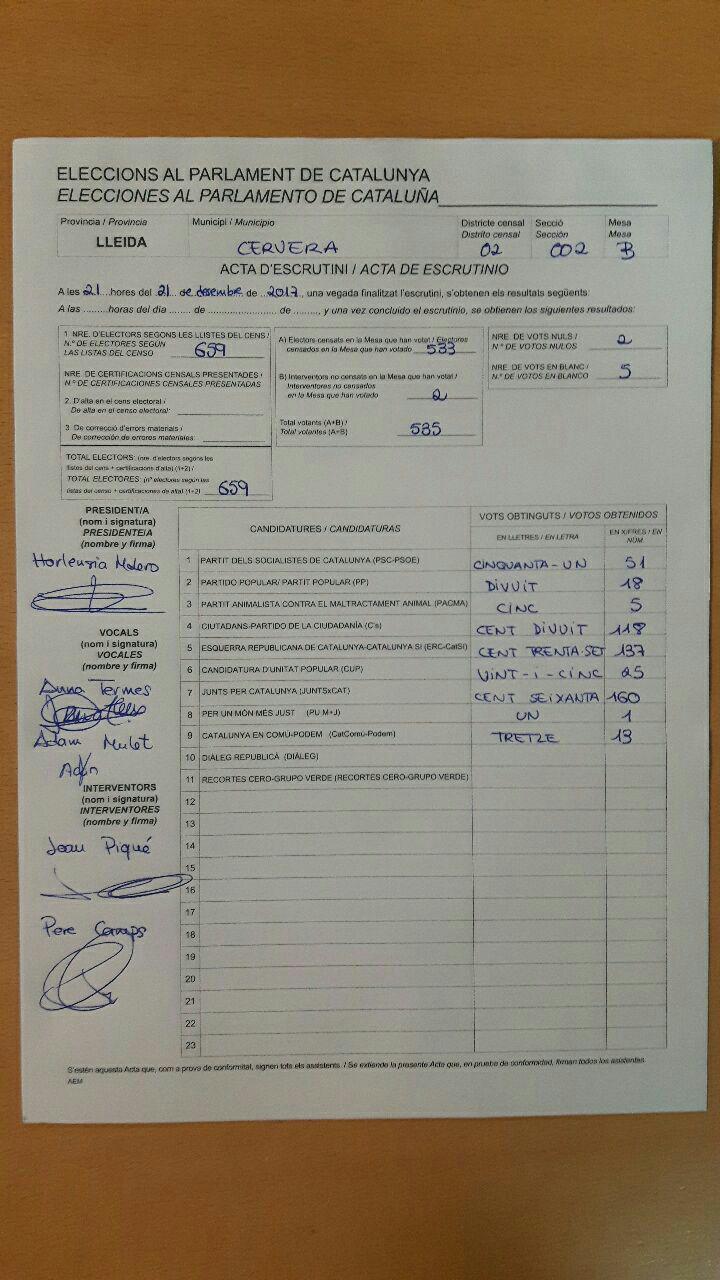 ELECCIONS AL PARLAMENT DE CATALUNYA
ELECCIONES AL PARLAMENTO DE CATALUÑA
Província / Provincia
LLEIDA
Municipi / Municipio
CERVERA
Districte censal
Distrito censal
02
Secció
Sección
002
Mesa
Mesa
B
ACTA D'ESCRUTINI / ACTA DE ESCRUTINIO
A les 21 hores del 21 de desembre de 2017, una vegada finalitzat l'escrutini, s'obtenen els resultats següents:
A las ........ horas del día ....... de ........................ de ........, y una vez concluido el escrutinio, se obtienen los siguientes resultados:
1. NRE. D'ELECTORS SEGONS LES LLISTES DEL CENS /
N.º DE ELECTORES SEGÚN
LAS LISTAS DEL CENSO 659
NRE. DE CERTIFICACIONS CENSALS PRESENTADES /
N.º DE CERTIFICACIONES CENSALES PRESENTADAS
2. D'alta en el cens electoral /
De alta en el censo electoral:
3. De correcció d'errors materials /
De corrección de errores materiales:
TOTAL ELECTORS: (nre. d'electors segons les
llistes del cens + certificacions d'alta) (1+2) /
TOTAL ELECTORES: (nº electores según las
listas del censo + certificaciones de alta) (1+2) 659
A) Electors censats en la Mesa que han votat / Electores
censados en la Mesa que han votado 533
B) Interventors no censats en la Mesa que han votat /
Interventores no censados
en la Mesa que han votado 2
Total votants (A+B) /
Total votantes (A+B) 535
NRE. DE VOTS NULS /
N.º DE VOTOS NULOS 2
NRE. DE VOTS EN BLANC /
N.º DE VOTOS EN BLANCO 5
PRESIDENT/A
(nom i signatura)
PRESIDENTE/A
(nombre y firma)
VOCALS
(nom i signatura)
VOCALES
(nombre y firma)
Anna Termes
Adam Mulet
INTERVENTORS
(nom i signatura)
INTERVENTORES
(nombre y firma)
Joan Piqué
Pere
CANDIDATURES / CANDIDATURAS
VOTS OBTINGUTS / VOTOS OBTENIDOS
EN LLETRES / EN LETRA
EN XIFRES / EN
NÚM.
1 PARTIT DELS SOCIALISTES DE CATALUNYA (PSC-PSOE) CINQUANTA-UN 51
2 PARTIDO POPULAR/ PARTIT POPULAR (PP) DIVUIT 18
3 PARTIT ANIMALISTA CONTRA EL MALTRACTAMENT ANIMAL (PACMA) CINC 5
4 CIUTADANS-PARTIDO DE LA CIUDADANÍA (C's) CENT DIVUIT 118
5 ESQUERRA REPUBLICANA DE CATALUNYA-CATALUNYA SÍ (ERC-CatSí) CENT TRENTA-SET 137
6 CANDIDATURA D'UNITAT POPULAR (CUP) VINT-I-CINC 25
7 JUNTS PER CATALUNYA (JUNTSxCAT) CENT SEIXANTA 160
8 PER UN MÓN MÉS JUST (PU M+J) UN 1
9 CATALUNYA EN COMÚ-PODEM (CatComú-Podem) TRETZE 13
10 DIÀLEG REPUBLICÀ (DIÀLEG)
11 RECORTES CERO-GRUPO VERDE (RECORTES CERO-GRUPO VERDE)
12
13
14
15
16
17
18
19
20
21
22
23
S'estén aquesta Acta que, com a prova de conformitat, signen tots els assistents. / Se extiende la presente Acta que, en prueba de conformidad, firman todos los asistentes.
AEM